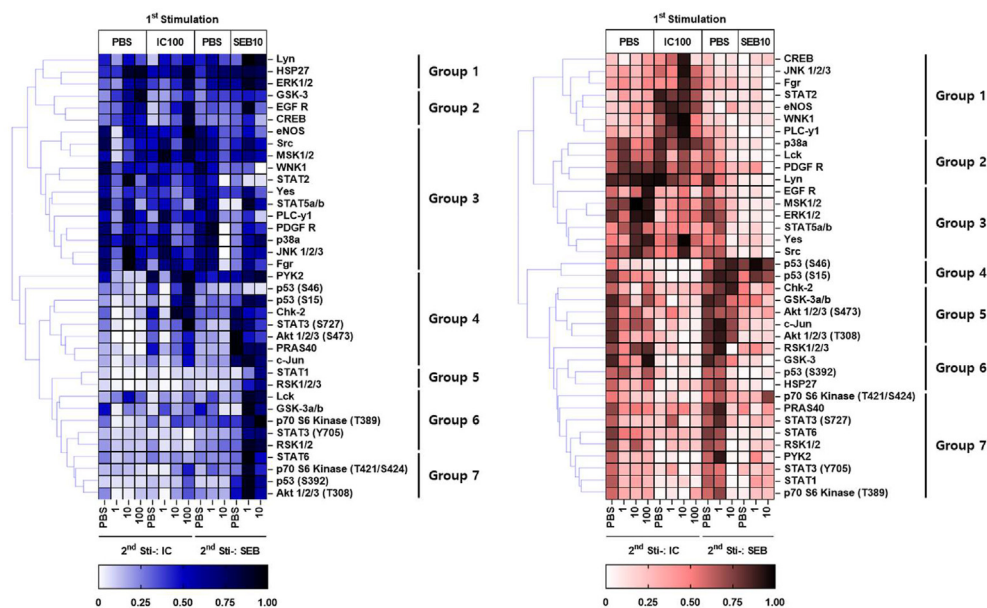 1st Stimulation
PBS IC100 PBS SEB10
Lyn
HSP27
ERK1/2
GSK-3
EGF R
CREB
eNOS
Src
MSK1/2
WNK1
STAT2
Yes
STAT5a/b
PLC-y1
PDGF R
p38a
JNK 1/2/3
Fgr
PYK2
p53 (S46)
p53 (S15)
Chk-2
STAT3 (S727)
Akt 1/2/3 (S473)
PRAS40
c-Jun
STAT1
RSK1/2/3
Lck
GSK-3a/b
p70 S6 Kinase (T389)
STAT3 (Y705)
RSK1/2
STAT6
p70 S6 Kinase (T421/S424)
p53 (S392)
Akt 1/2/3 (T308)
Group 1
Group 2
Group 3
Group 4
Group 5
Group 6
Group 7
PBS 1 10 100 PBS 1 10 100 PBS 1 10 PBS 1 10
2nd Sti-: IC 2nd Sti-: SEB
0 0.25 0.50 0.75 1.00
1st Stimulation
PBS IC100 PBS SEB10
CREB
JNK 1/2/3
Fgr
STAT2
eNOS
WNK1
PLC-y1
p38a
Lck
PDGF R
Lyn
EGF R
MSK1/2
ERK1/2
STAT5a/b
Yes
Src
p53 (S46)
p53 (S15)
Chk-2
GSK-3a/b
Akt 1/2/3 (S473)
c-Jun
Akt 1/2/3 (T308)
RSK1/2/3
GSK-3
p53 (S392)
HSP27
p70 S6 Kinase (T421/S424)
PRAS40
STAT3 (S727)
STAT6
RSK1/2
PYK2
STAT3 (Y705)
STAT1
p70 S6 Kinase (T389)
Group 1
Group 2
Group 3
Group 4
Group 5
Group 6
Group 7
PBS 1 10 100 PBS 1 10 100 PBS 1 10 PBS 1 10
2nd Sti-: IC 2nd Sti-: SEB
0 0.25 0.50 0.75 1.00